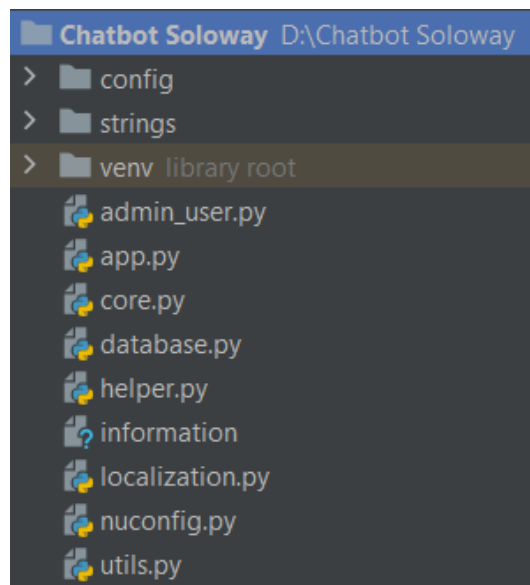 Chatbot Soloway D:\Chatbot Soloway
config
strings
venv library root
admin_user.py
app.py
core.py
database.py
helper.py
information
localization.py
nuconfig.py
utils.py